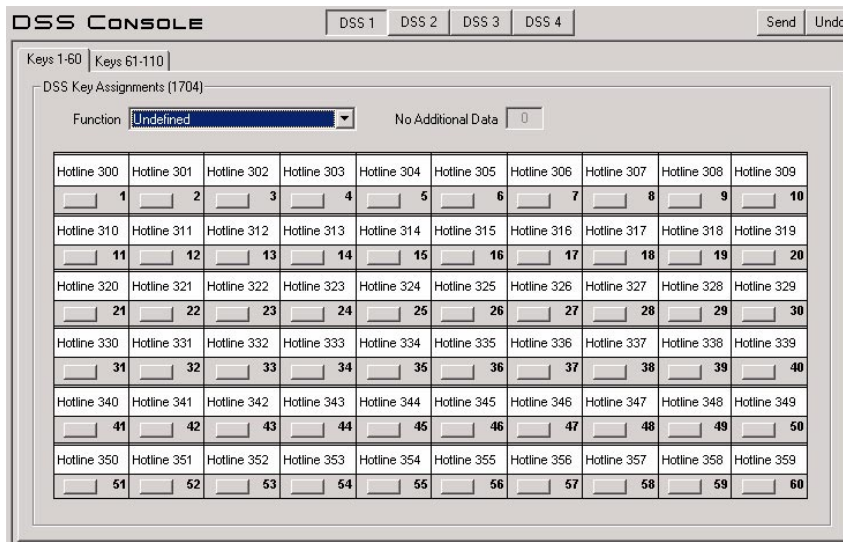 DSS CONSOLE DSS 1 DSS 2 DSS 3 DSS 4 Send Undo
Keys 1-60 Keys 61-110
DSS Key Assignments (1704)
Function Undefined No Additional Data 0
Hotline 300 Hotline 301 Hotline 302 Hotline 303 Hotline 304 Hotline 305 Hotline 306 Hotline 307 Hotline 308 Hotline 309
1 2 3 4 5 6 7 8 9 10
Hotline 310 Hotline 311 Hotline 312 Hotline 313 Hotline 314 Hotline 315 Hotline 316 Hotline 317 Hotline 318 Hotline 319
11 12 13 14 15 16 17 18 19 20
Hotline 320 Hotline 321 Hotline 322 Hotline 323 Hotline 324 Hotline 325 Hotline 326 Hotline 327 Hotline 328 Hotline 329
21 22 23 24 25 26 27 28 29 30
Hotline 330 Hotline 331 Hotline 332 Hotline 333 Hotline 334 Hotline 335 Hotline 336 Hotline 337 Hotline 338 Hotline 339
31 32 33 34 35 36 37 38 39 40
Hotline 340 Hotline 341 Hotline 342 Hotline 343 Hotline 344 Hotline 345 Hotline 346 Hotline 347 Hotline 348 Hotline 349
41 42 43 44 45 46 47 48 49 50
Hotline 350 Hotline 351 Hotline 352 Hotline 353 Hotline 354 Hotline 355 Hotline 356 Hotline 357 Hotline 358 Hotline 359
51 52 53 54 55 56 57 58 59 60